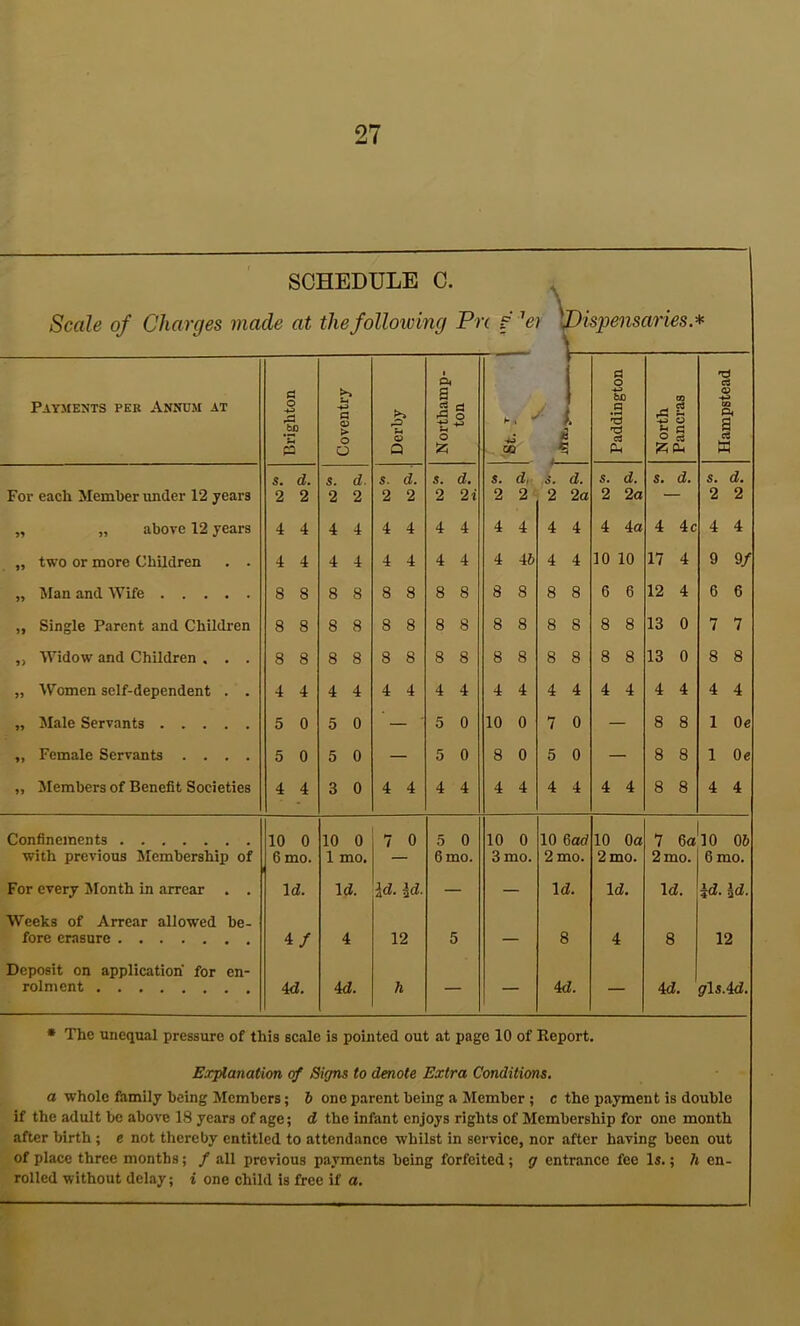 27
SCHEDULE C.
Scale of Charges made at the following Pr Dispensaries.*
Payments per Annum at | Brighton | Coventry | Derby | Northamp-ton | St. | | Paddington | North Pancras | Hampstead
For each Member under 12 years | s. d. 2 2 | s. d. 2 2 | s. d. 2 2 | s. d. 2 2i | s. d. 2 2 | s. d. 2 2a | s. d. 2 2a | s. d. — | s. d. 2 2
„ „ above 12 years | 4 4 | 4 4 | 4 4 | 4 4 | 4 4 | 4 4 | 4 4a | 4 4c | 4 4
„ two or more Children . . | 4 4 | 4 4 | 4 4 | 4 4 | 4 4b | 4 4 | 10 10 | 17 4 | 9 9f
„ Man and Wife . . . . . | 8 8 | 8 8 | 8 8 | 8 8 | 8 8 | 8 8 | 6 6 | 12 4 | 6 6
„ Single Parent and Children | 8 8 | 8 8 | 8 8 | 8 8 | 8 8 | 8 8 | 8 8 | 13 0 | 7 7
„ Widow and Children . . . | 8 8 | 8 8 | 8 8 | 8 8 | 8 8 | 8 8 | 8 8 | 13 0 | 8 8
„ Women self-dependent . . | 4 4 | 4 4 | 4 4 | 4 4 | 4 4 | 4 4 | 4 4 | 4 4 | 4 4
„ Male Servants . . . . . | 5 0 | 5 0 | — | 5 0 | 10 0 | 7 0 | — | 8 8 | 1 0e
„ Female Servants . . . . | 5 0 | 5 0 | — | 5 0 | 8 0 | 5 0 | — | 8 8 | 1 0e
„ Members of Benefit Societies | 4 4 | 3 0 | 4 4 | 4 4 | 4 4 | 4 4 | 4 4 | 8 8 | 4 4
Confinements . . . . . . . | 10 0 | 10 0 | 7 0 | 5 0 | 10 0 | 10 6ad | 10 0a | 7 6a | 10 0b
with previous Membership of | 6 mo. | 1 mo. | — | 6 mo. | 3 mo. | 2 mo. | 2 mo. | 2 mo. | 6 mo.
For every Month in arrear . . | 1d. | 1d. | ½d. ½d. | — | — | 1d. | 1d. | 1d. | ½d. ½d.
Weeks of Arrear allowed be-
fore erasure . . . . . . . | 4 f | 4 | 12 | 5 | — | 8 | 4 | 8 | 12
Deposit on application for en-
rolment . . . . . . . . | 4d. | 4d. | h | — | — | 4d. | — | 4d. | g1s.4d.
* The unequal pressure of this scale is pointed out at page 10 of Report.
Explanation of Signs to denote Extra Conditions.
a whole family being Members; b one parent being a Member; c the payment is double
if the adult be above 18 years of age; d the infant enjoys rights of Membership for one month
after birth; e not thereby entitled to attendance whilst in service, nor after having been out
of place three months; f all previous payments being forfeited; g entrance fee 1s.; h en-
rolled without delay; i one child is free if a.